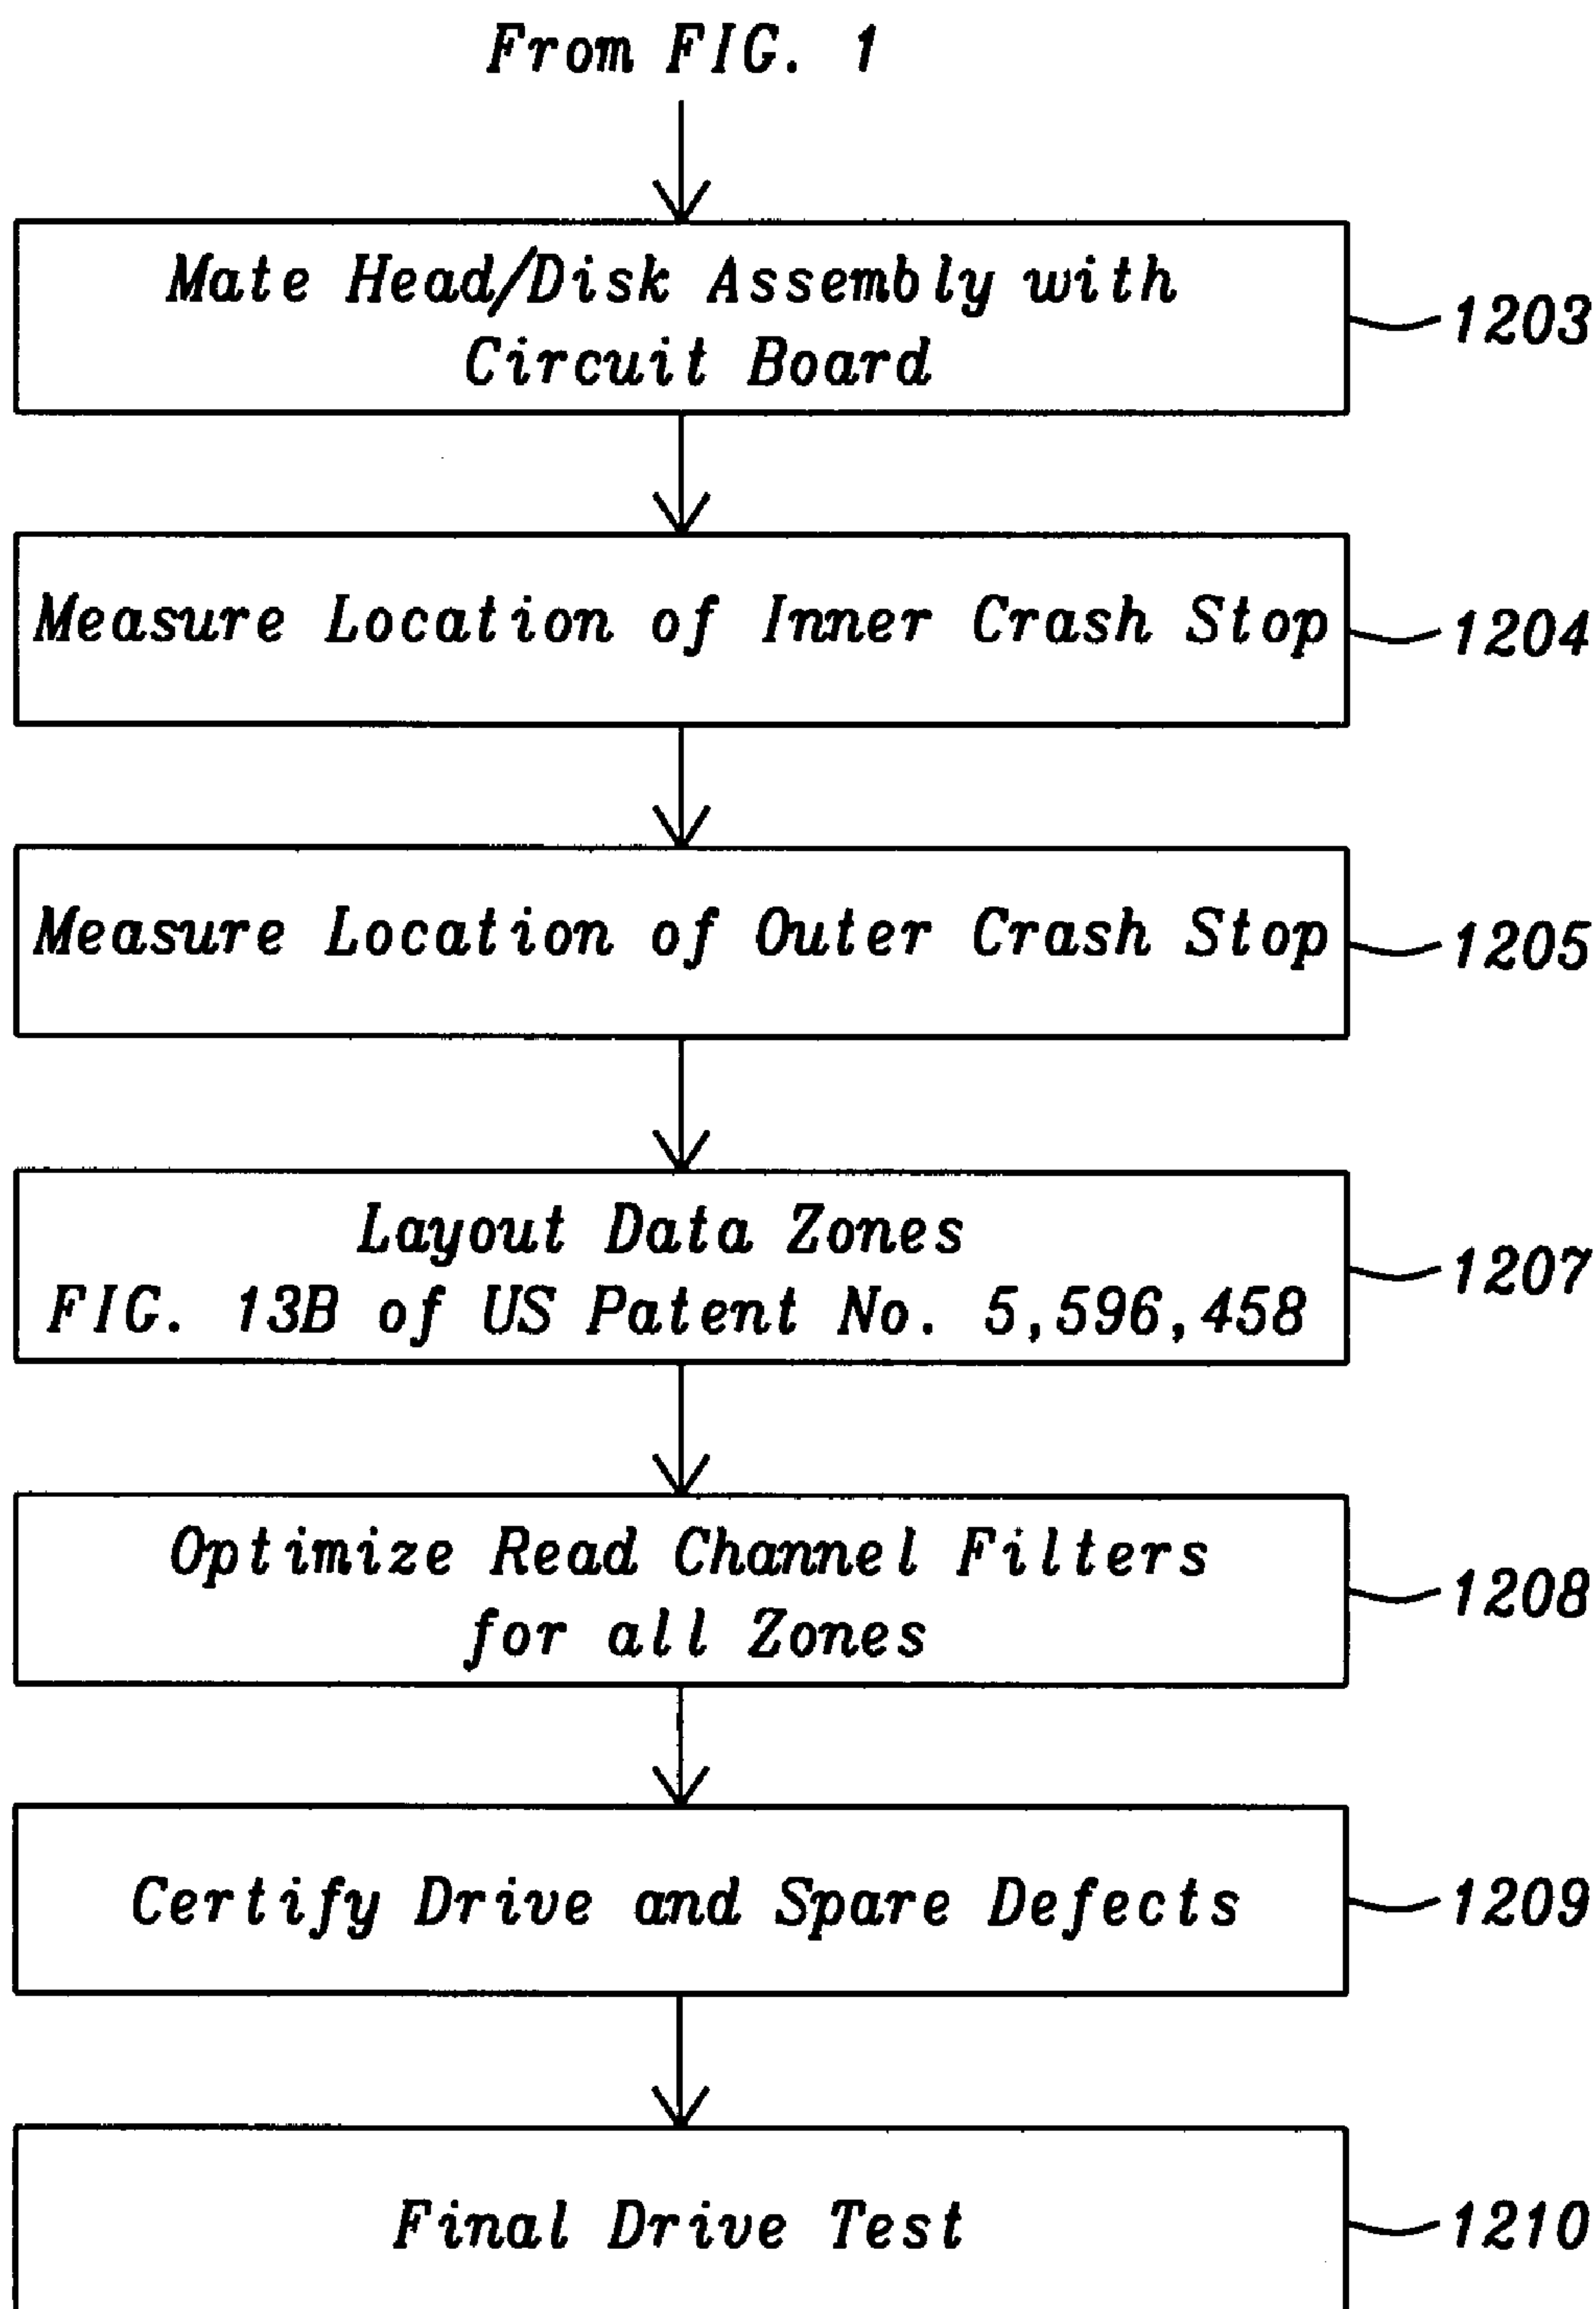 From FIG. 1
Mate Head/Disk Assembly with
Circuit Board
1203
Measure Location of Inner Crash Stop
1204
Measure Location of Outer Crash Stop
1205
Layout Data Zones
FIG. 13B of US Patent No. 5,596,458
1207
Optimize Read Channel Filters
for all Zones
1208
Certify Drive and Spare Defects
1209
Final Drive Test
1210